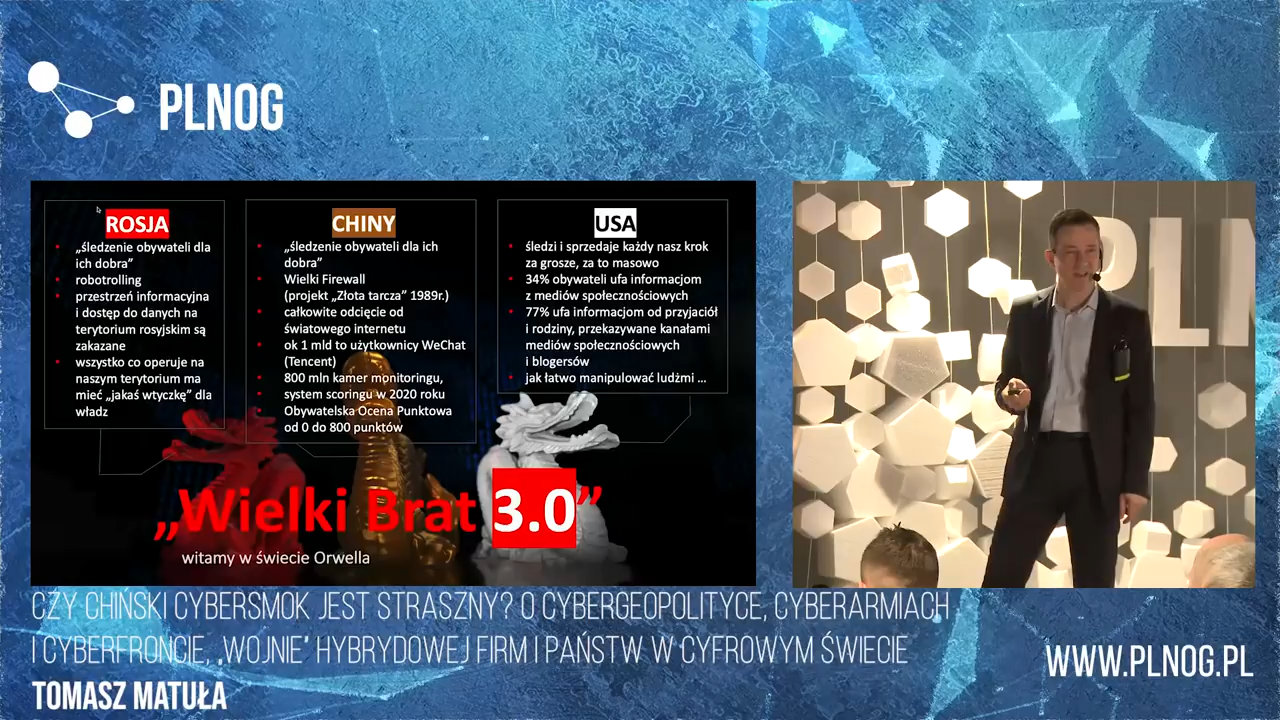 PLNOG
ROSJA
„śledzenie obywateli dla
ich dobra”
robotrolling
przestrzeń informacyjna
i dostęp do danych na
terytorium rosyjskim są
zakazane
wszystko co operuje na
naszym terytorium ma
mieć „jakaś wtyczkę” dla
władz
CHINY
„śledzenie obywateli dla ich
dobra”
Wielki Firewall
(projekt „Złota tarcza” 1989r.)
całkowite odcięcie od
światowego internetu
ok 1 mld to użytkownicy WeChat
(Tencent)
800 mln kamer monitoringu,
system scoringu w 2020 roku
Obywatelska Ocena Punktowa
od 0 do 800 punktów
USA
śledzi i sprzedaje każdy nasz krok
za grosze, za to masowo
34% obywateli ufa informacjom
z mediów społecznościowych
77% ufa informacjom od przyjaciół
i rodziny, przekazywane kanałami
mediów społecznościowych
i blogersów
jak łatwo manipulować ludżmi ...
„Wielki Brat 3.0”
witamy w świecie Orwella
PLN
CZY CHIŃSKI CYBERSMOK JEST STRASZNY? O CYBERGEOPOLITYCE, CYBERARMIACH
I CYBERFRONCIE, „WOJNIE” HYBRYDOWEJ FIRM I PAŃSTW W CYFROWYM ŚWIECIE
TOMASZ MATUŁA
WWW.PLNOG.PL